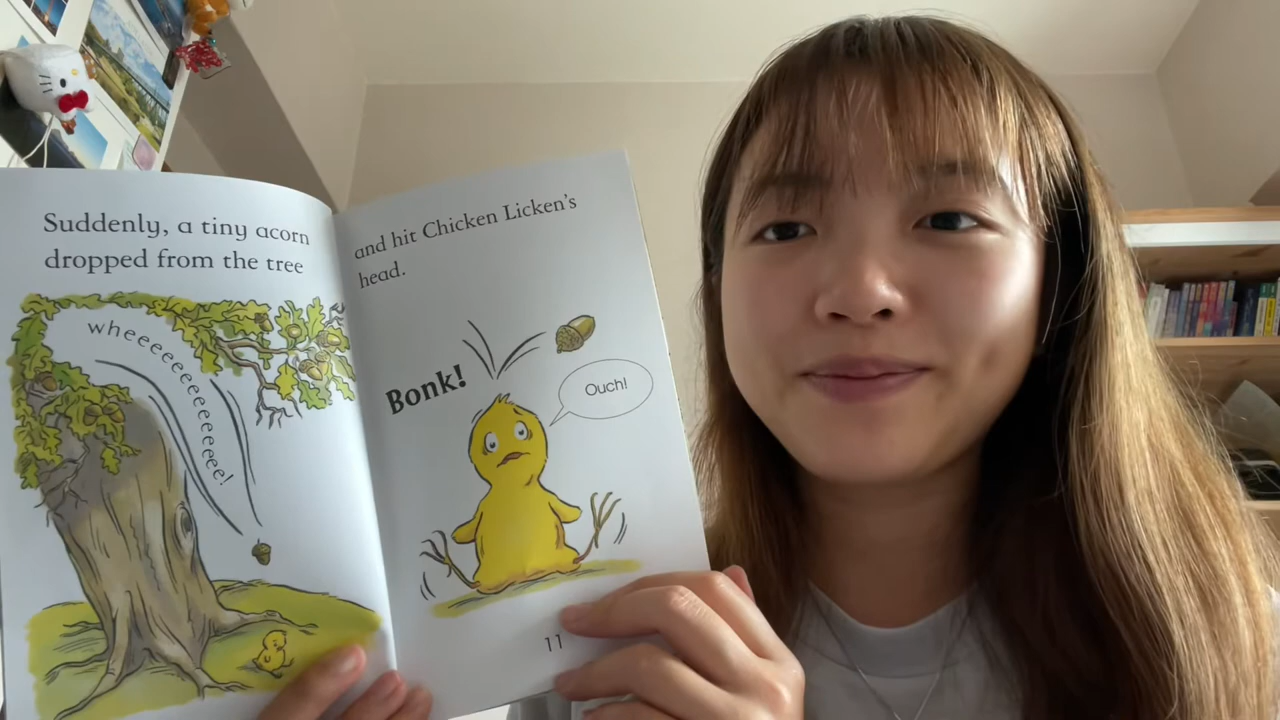 Suddenly, a tiny acorn
dropped from the tree
wheeeeeeeeeeeeeee!
and hit Chicken Licken's
head.
Bonk!
Ouch!
11